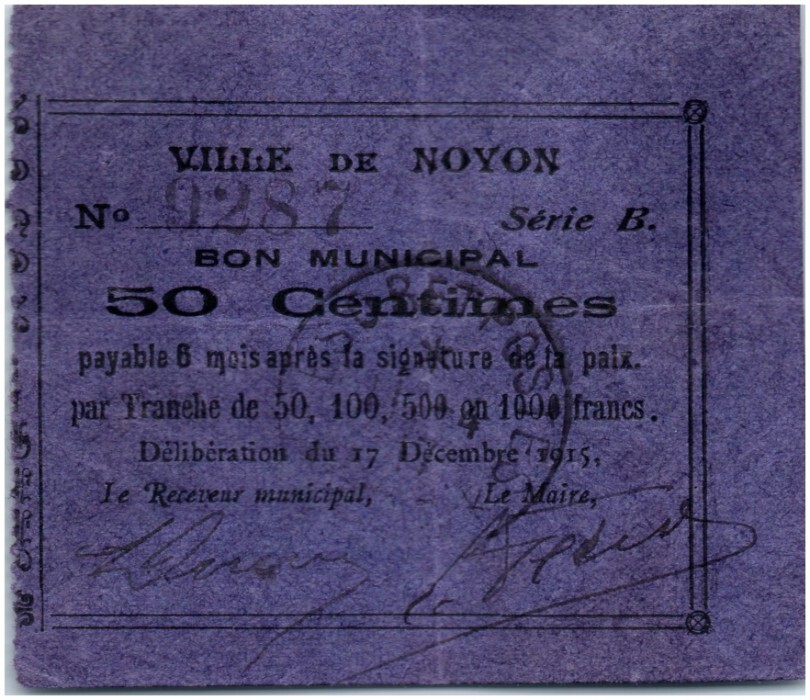 VILLE DE NOYON
No 9287 Série B.
BON MUNICIPAL
50 Centimes
payable 6 mois après la signature de la paix.
par Tranche de 50, 100, 500 ou 1000 francs.
Délibération du 17 Décembre 1915,
Le Receveur municipal, Le Maire,